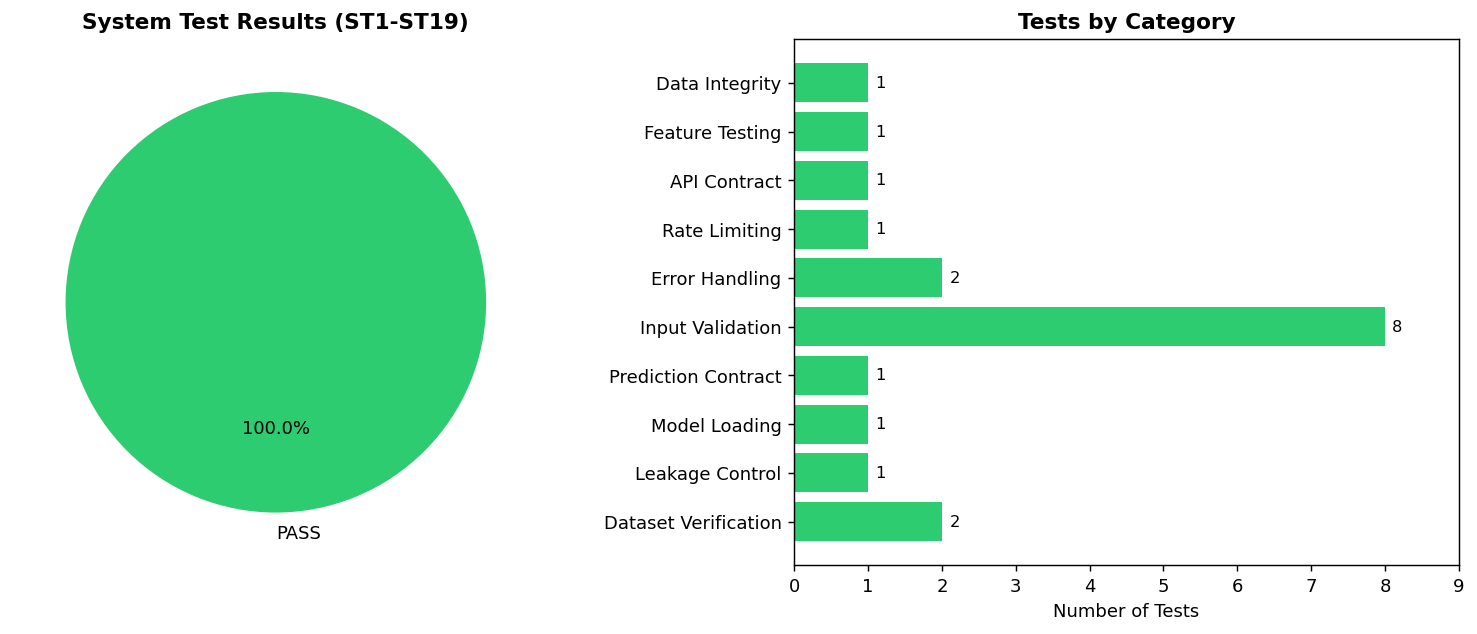 System Test Results (ST1-ST19)
100.0%
PASS
Tests by Category
Data Integrity 1
Feature Testing 1
API Contract 1
Rate Limiting 1
Error Handling 2
Input Validation 8
Prediction Contract 1
Model Loading 1
Leakage Control 1
Dataset Verification 2
0 1 2 3 4 5 6 7 8 9
Number of Tests